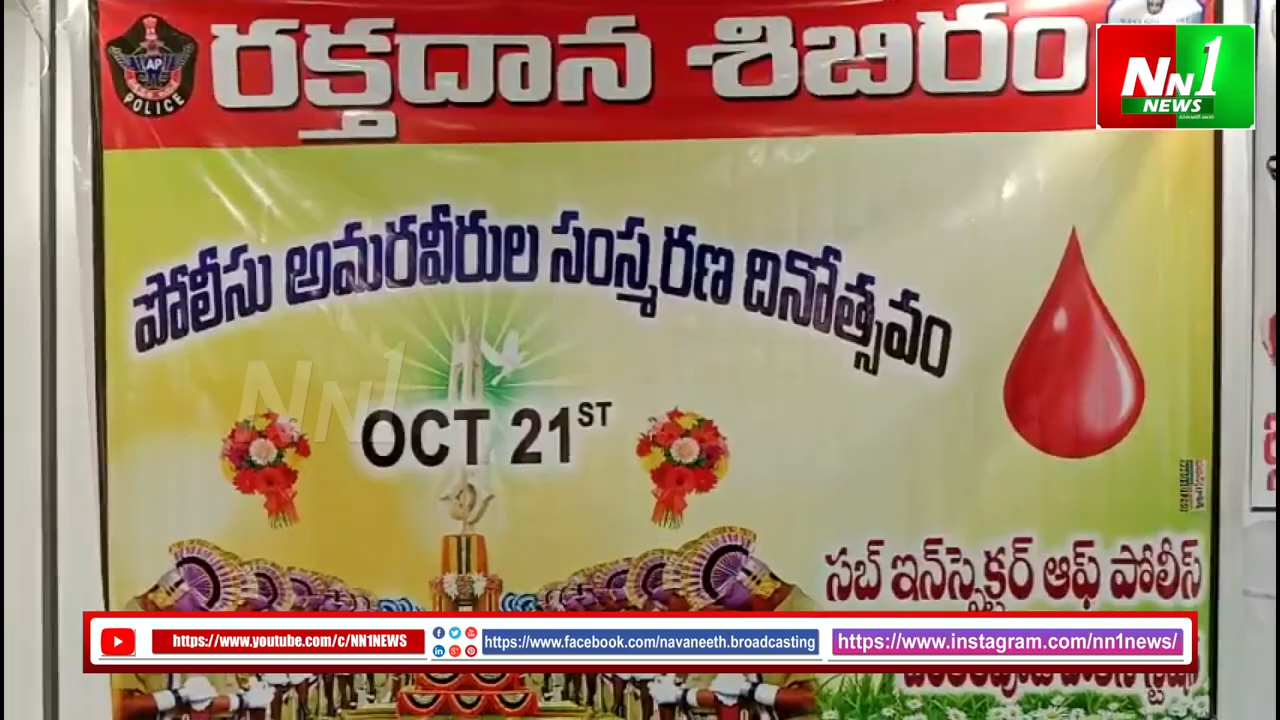 రక్తదాన శిబిరం
AP
POLICE
NN1
NEWS
పోలీసు అమరవీరుల సంస్మరణ దినోత్సవం
NN1
OCT 21ST
సబ్ ఇన్‌స్పెక్టర్ ఆఫ్ పోలీస్
https://www.youtube.com/c/NN1NEWS
https://www.facebook.com/navaneeth.broadcasting
https://www.instagram.com/nn1news/